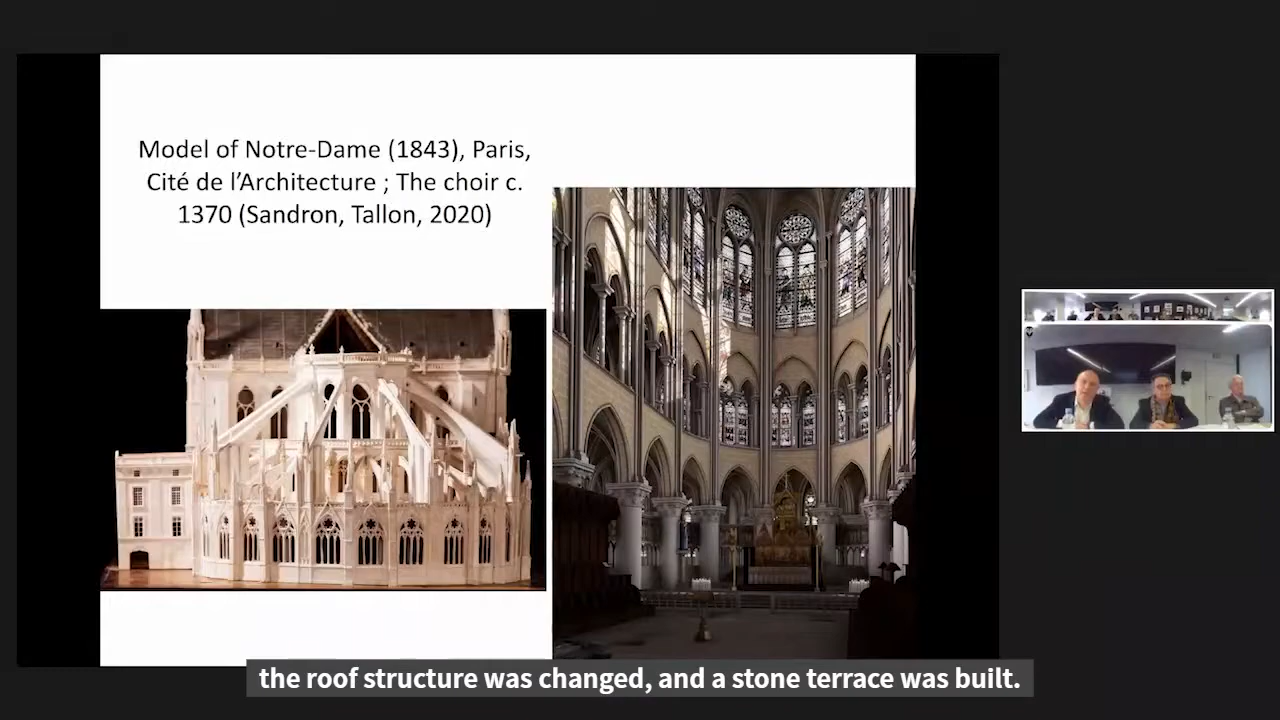 Model of Notre-Dame (1843), Paris,
Cité de l'Architecture ; The choir c.
1370 (Sandron, Tallon, 2020)
the roof structure was changed, and a stone terrace was built.